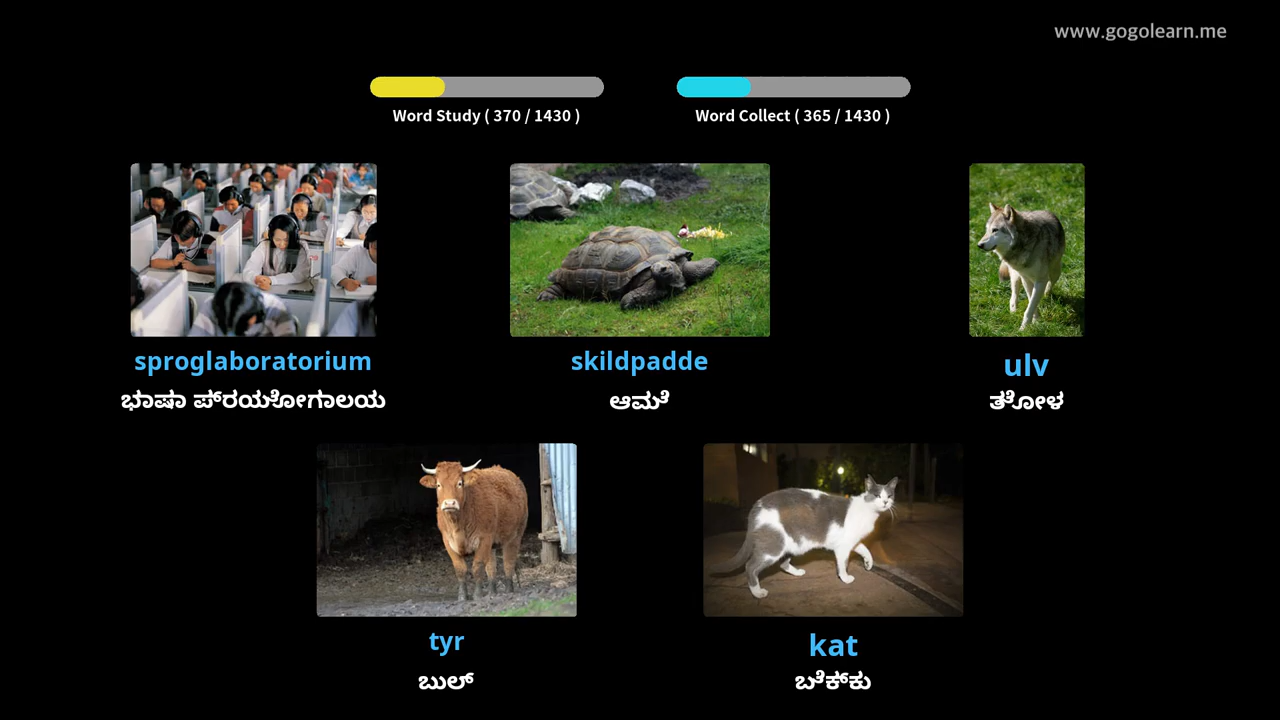 www.gogolearn.me
Word Study ( 370 / 1430 )
Word Collect ( 365 / 1430 )
sproglaboratorium
ಭಾಷಾ ಪ್ರಯೋಗಾಲಯ
skildpadde
ಆಮೆ
ulv
ತೋಳ
tyr
ಬುಲ್
kat
ಬೆಕ್ಕು